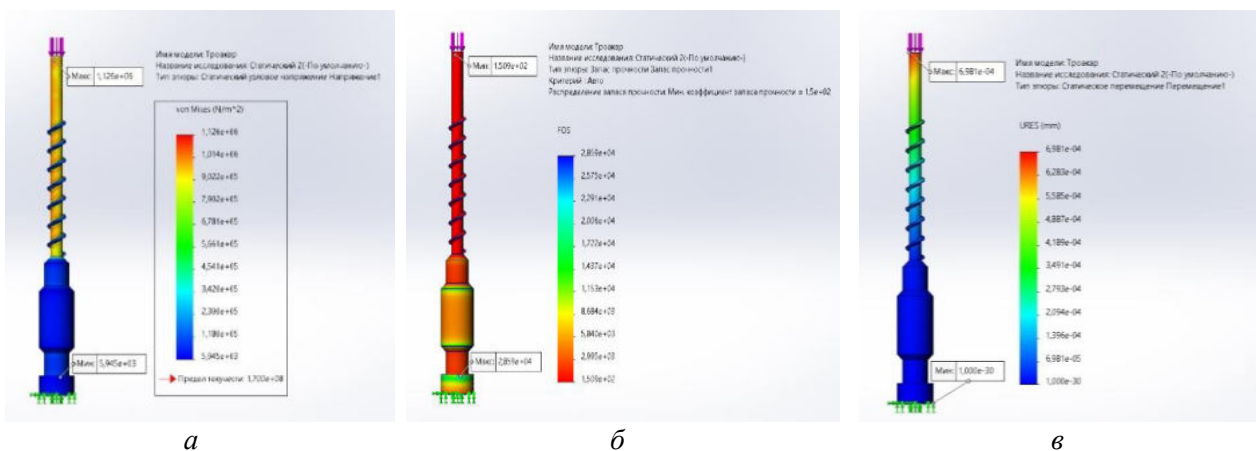 Имя модели: Троакар
Название исследования: Статический 2(-По умолчанию-)
Тип эпюры: Статический узловое напряжение Напряжение1
Макс: 1,126e+06
von Mises (N/m^2)
1,126e+06
1,014e+06
9,022e+05
7,902e+05
6,781e+05
5,661e+05
4,541e+05
3,420e+05
2,300e+05
1,180e+05
5,945e+03
Предел текучести: 1,700e+08
Мин: 5,945e+03
а
Имя модели: Троакар
Название исследования: Статический 2(-По умолчанию-)
Тип эпюры: Запас прочности Запас прочности1
Критерий : Авто
Распределение запаса прочности: Мин. коэффициент запаса прочности = 1,5e+02
Мин: 1,509e+02
FOS
2,859e+04
2,575e+04
2,291e+04
2,006e+04
1,722e+04
1,437e+04
1,153e+04
8,684e+03
5,840e+03
2,995e+03
1,509e+02
Макс: 2,859e+04
б
Имя модели: Троакар
Название исследования: Статический 2(-По умолчанию-)
Тип эпюры: Статическое перемещение Перемещение1
Макс: 6,981e-04
URES (mm)
6,981e-04
6,283e-04
5,585e-04
4,887e-04
4,189e-04
3,491e-04
2,793e-04
2,094e-04
1,396e-04
6,981e-05
1,000e-30
Мин: 1,000e-30
в